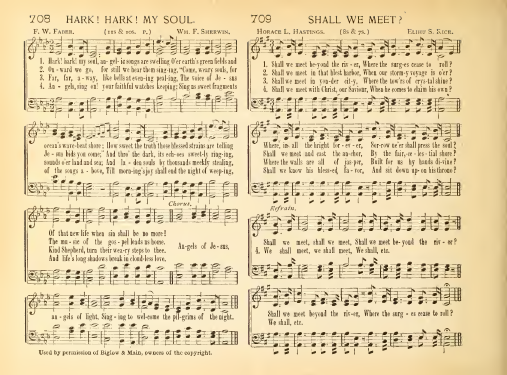 708 HARK! HARK! MY SOUL.
F. W. FABER. (11s & 10s. P.) WM. F. SHERWIN.
1. Hark! hark! my soul, an-gel-ic songs are swelling O'er earth's green fields and
2. On-ward we go, for still we hear them sing-ing, "Come, weary souls, for
3. Far, far, a-way, like bells at even-ing peal-ing, The voice of Je-sus
4. An-gels, sing on! your faithful watches keeping; Sing us sweet fragments
ocean's wave-beat shore; How sweet the truth those blessed strains are telling
Je-sus bids you come;" And thro' the dark, its ech-oes sweet-ly ring-ing,
sounds o'er land and sea; And la-den souls by thousands meekly stealing,
of the songs a-bove, Till morn-ing's joy shall end the night of weep-ing,
Chorus.
Of that new life when sin shall be no more!
The mu-sic of the gos-pel leads us home.
Kind Shepherd, turn their wea-ry steps to thee.
And life's long shadows break in cloud-less love.
An-gels of Je-sus,
an-gels of light, Sing-ing to wel-come the pil-grims of the night.
Used by permission of Biglow & Main, owners of the copyright.
709 SHALL WE MEET?
HORACE L. HASTINGS. (8s & 7s.) ELIHU S. RICE.
1. Shall we meet be-yond the riv-er, Where the sur-ges cease to roll?
2. Shall we meet in that blest harbor, When our storm-y voyage is o'er?
3. Shall we meet in yon-der cit-y, Where the tow'rs of crys-tal shine?
4. Shall we meet with Christ, our Saviour, When he comes to claim his own?
Where, in all the bright for-ev-er, Sor-row ne'er shall press the soul?
Shall we meet and cast the an-chor, By the fair, ce-les-tial shore?
Where the walls are all of jas-per, Built for us by hands di-vine?
Shall we know his bless-ed fa-vor, And sit down up-on his throne?
Refrain.
Shall we meet, shall we meet, Shall we meet be-yond the riv-er?
4. We shall meet, we shall meet, We shall, etc.
Shall we meet beyond the riv-er, Where the surg-es cease to roll?
We shall, etc.